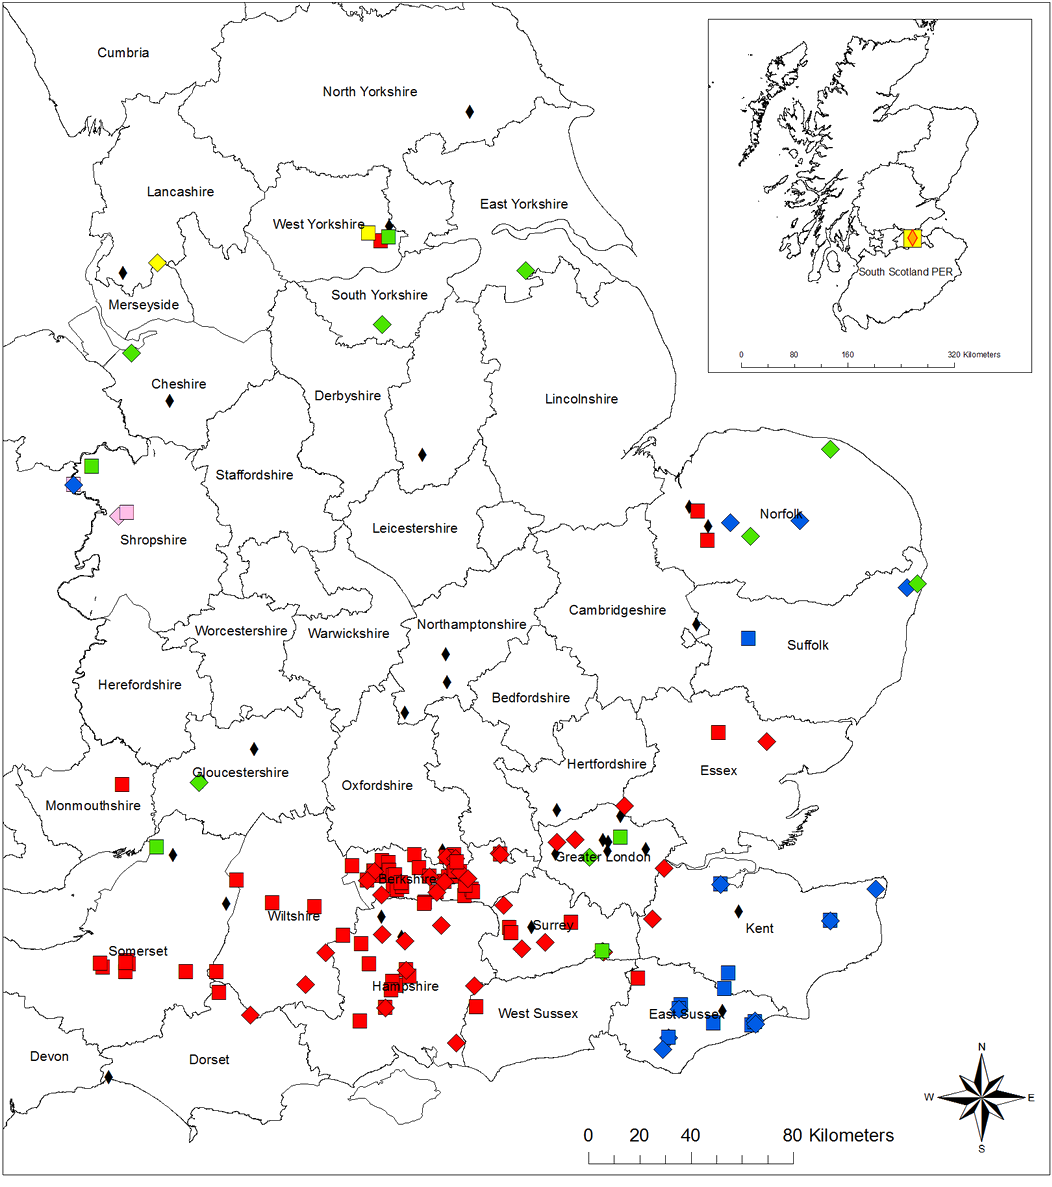 Cumbria
North Yorkshire
Lancashire
West Yorkshire
East Yorkshire
South Scotland PER
0 80 160 320 Kilometers
Merseyside
South Yorkshire
Cheshire
Derbyshire
Lincolnshire
Staffordshire
Leicestershire
Norfolk
Shropshire
Cambridgeshire
Northamptonshire
Worcestershire
Warwickshire
Suffolk
Herefordshire
Bedfordshire
Gloucestershire
Hertfordshire
Essex
Oxfordshire
Monmouthshire
Greater London
Berkshire
Wiltshire
Surrey
Kent
Somerset
Hampshire
West Sussex
East Sussex
Devon
Dorset
N
W E
S
0 20 40 80 Kilometers